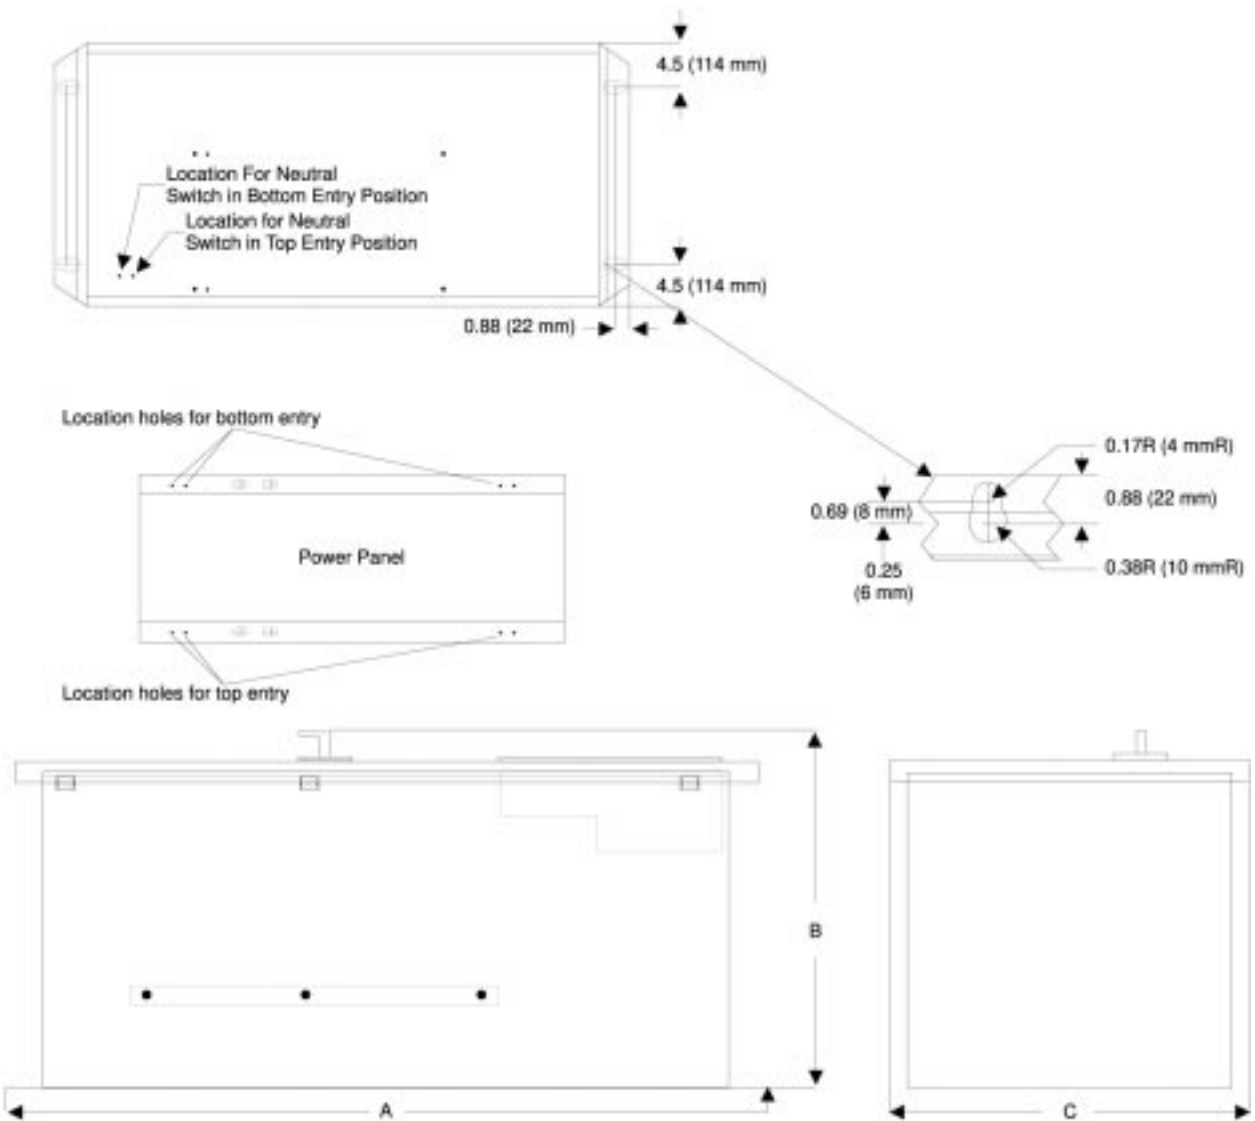 4.5 (114 mm)
Location For Neutral
Switch in Bottom Entry Position
Location for Neutral
Switch in Top Entry Position
4.5 (114 mm)
0.88 (22 mm)
Location holes for bottom entry
0.17R (4 mmR)
0.88 (22 mm)
0.69 (8 mm)
Power Panel
0.38R (10 mmR)
0.25
(6 mm)
Location holes for top entry
B
A
C